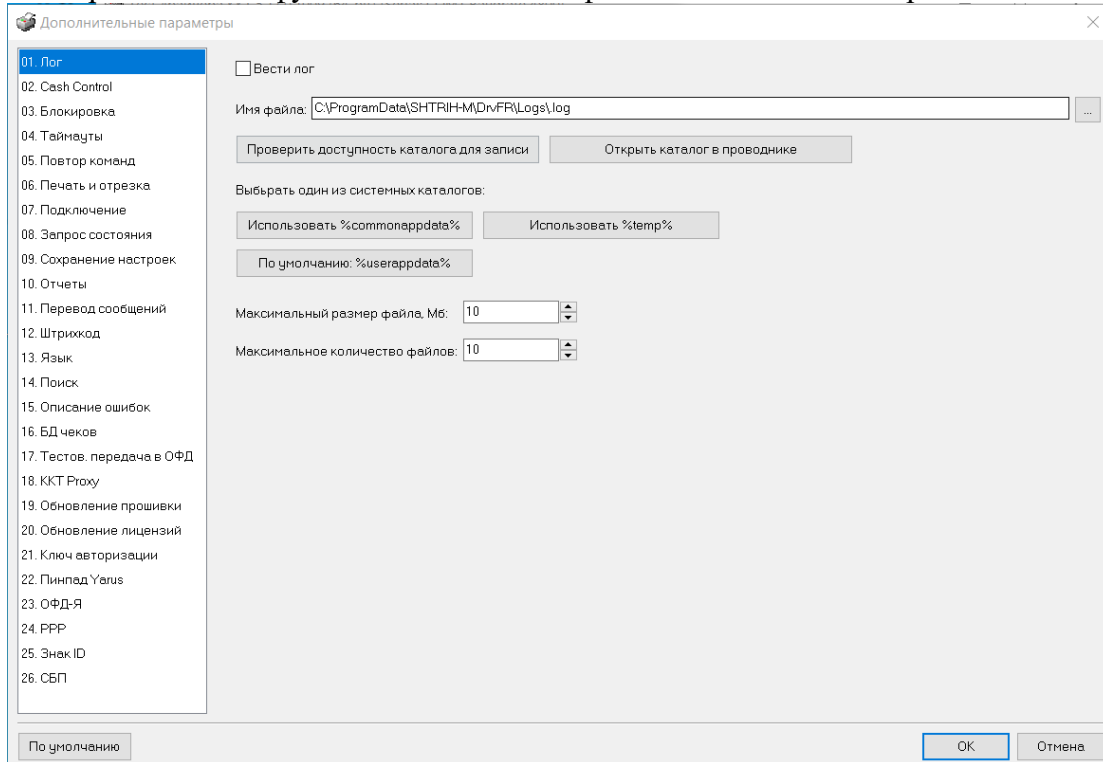 Дополнительные параметры
01. Лог
02. Cash Control
03. Блокировка
04. Таймауты
05. Повтор команд
06. Печать и отрезка
07. Подключение
08. Запрос состояния
09. Сохранение настроек
10. Отчеты
11. Перевод сообщений
12. Штрихкод
13. Язык
14. Поиск
15. Описание ошибок
16. БД чеков
17. Тестов. передача в ОФД
18. ККТ Proxy
19. Обновление прошивки
20. Обновление лицензий
21. Ключ авторизации
22. Пинпад Yarus
23. ОФД-Я
24. РРР
25. Знак ID
26. СБП
Вести лог
Имя файла: C:\ProgramData\SHTRIH-M\DrvFR\Logs\.log
...
Проверить доступность каталога для записи
Открыть каталог в проводнике
Выбьрать один из системных каталогов:
Использовать %commonappdata%
Использовать %temp%
По умолчанию: %userappdata%
Максимальный размер файла, Мб: 10
Максимальное количество файлов: 10
По умолчанию
ОК
Отмена